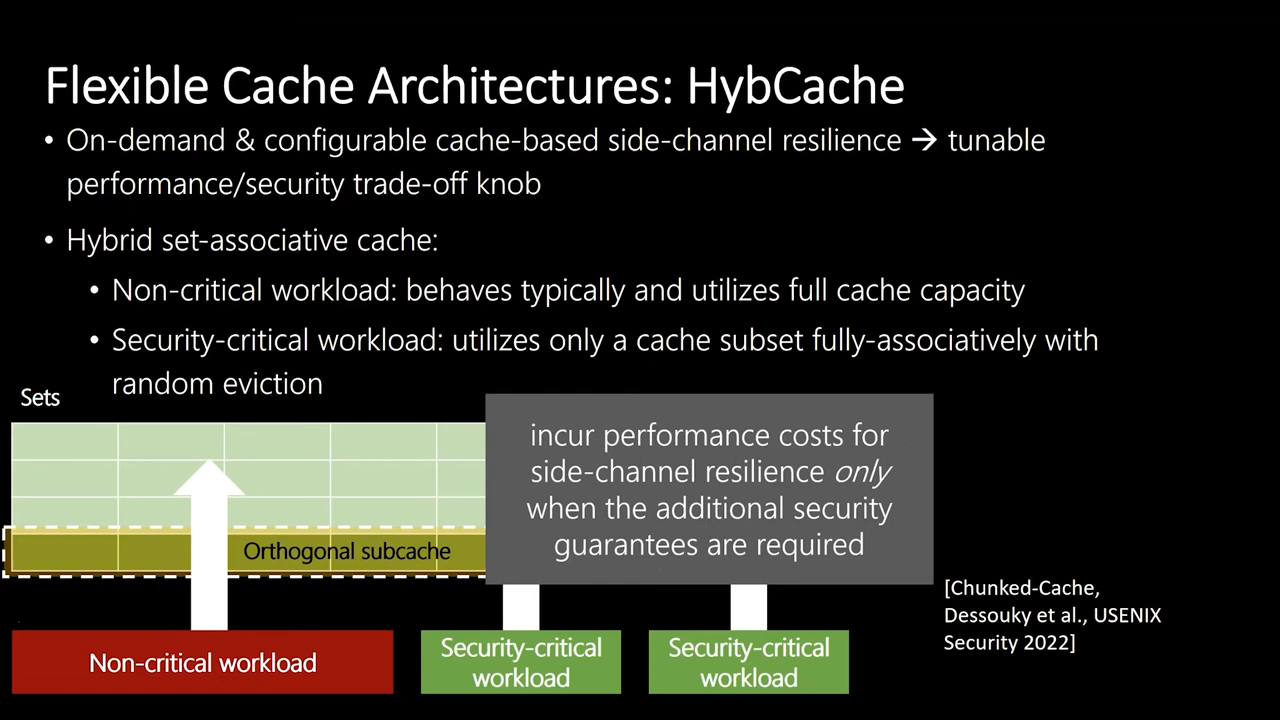 Flexible Cache Architectures: HybCache
• On-demand & configurable cache-based side-channel resilience → tunable
performance/security trade-off knob
• Hybrid set-associative cache:
• Non-critical workload: behaves typically and utilizes full cache capacity
• Security-critical workload: utilizes only a cache subset fully-associatively with
random eviction
Sets
incur performance costs for
side-channel resilience only
when the additional security
guarantees are required
Orthogonal subcache
[Chunked-Cache,
Dessouky et al., USENIX
Security 2022]
Non-critical workload
Security-critical
workload
Security-critical
workload